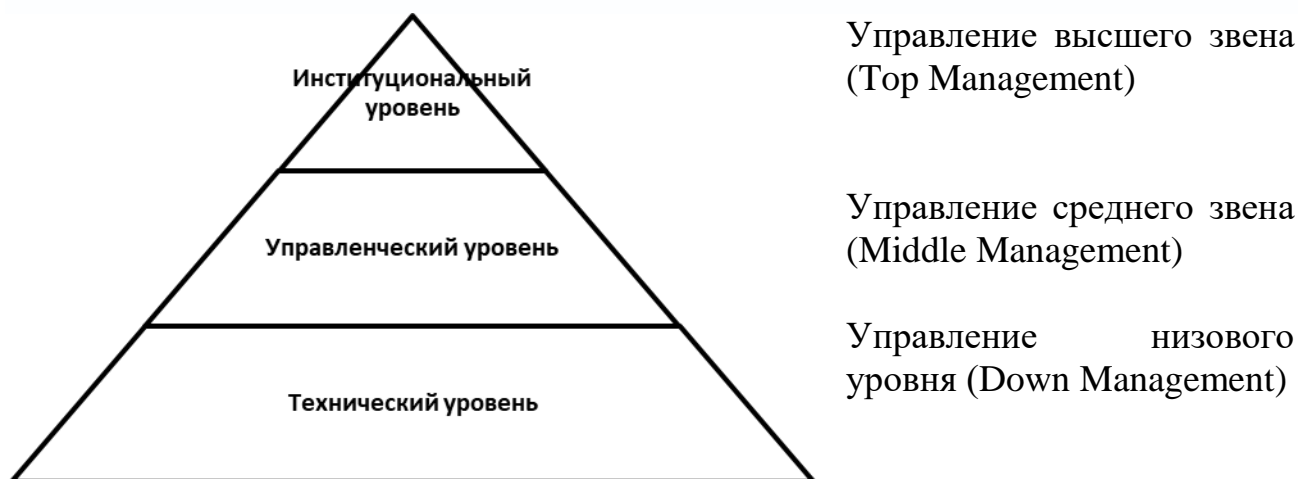 Институциональный
уровень
Управление высшего звена
(Top Management)
Управленческий уровень
Управление среднего звена
(Middle Management)
Технический уровень
Управление низового
уровня (Down Management)